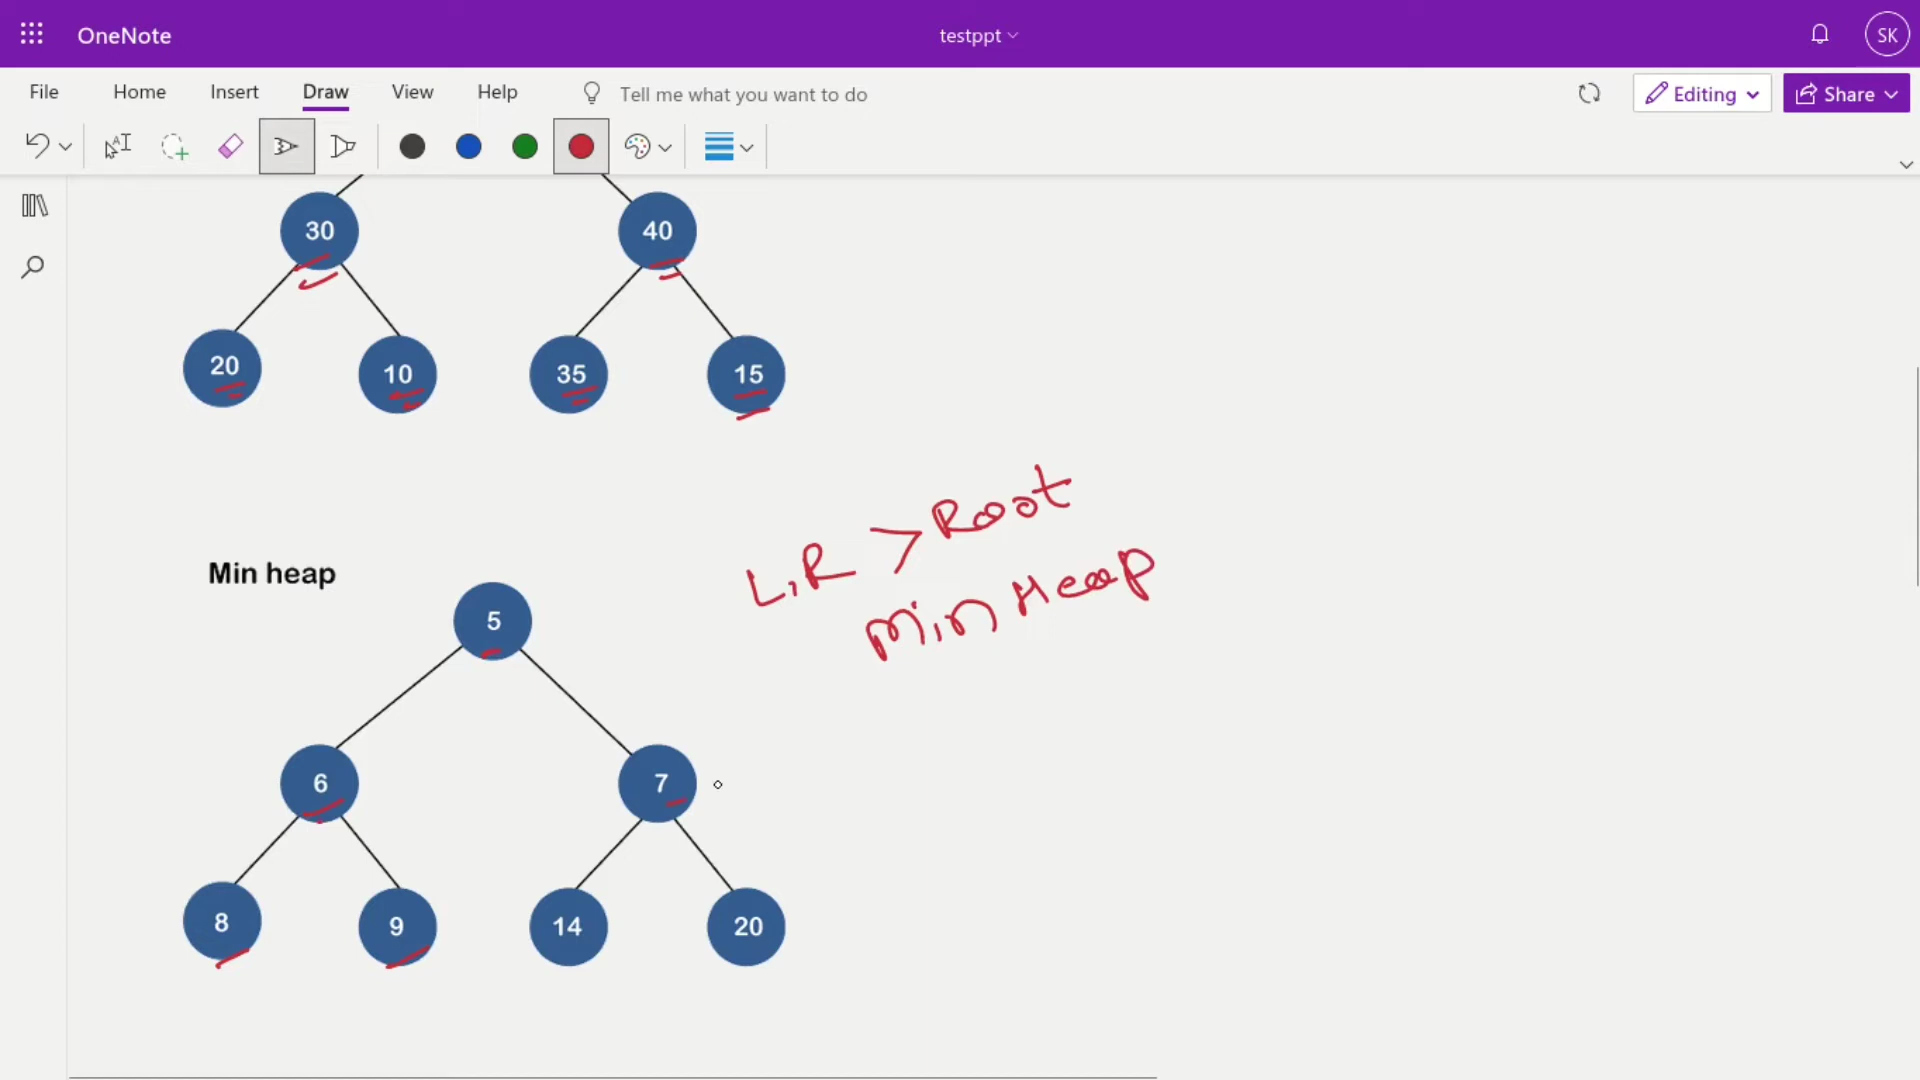 OneNote
testppt
SK
File Home Insert Draw View Help Tell me what you want to do
Editing
Share
30
40
20
10
35
15
L,R > Root
Min Heap
Min heap
5
6
7
8
9
14
20